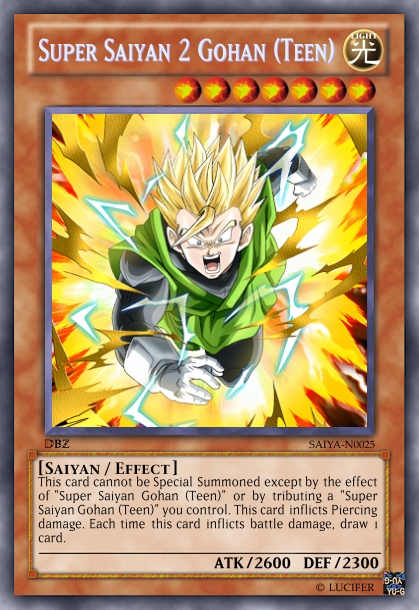 SUPER SAIYAN 2 GOHAN (TEEN)
LIGHT
光
DBZ
SAIYA-N0025
[SAIYAN / EFFECT]
This card cannot be Special Summoned except by the effect
of "Super Saiyan Gohan (Teen)" or by tributing a "Super
Saiyan Gohan (Teen)" you control. This card inflicts Piercing
damage. Each time this card inflicts battle damage, draw 1
card.
ATK/2600 DEF/2300
© LUCIFER